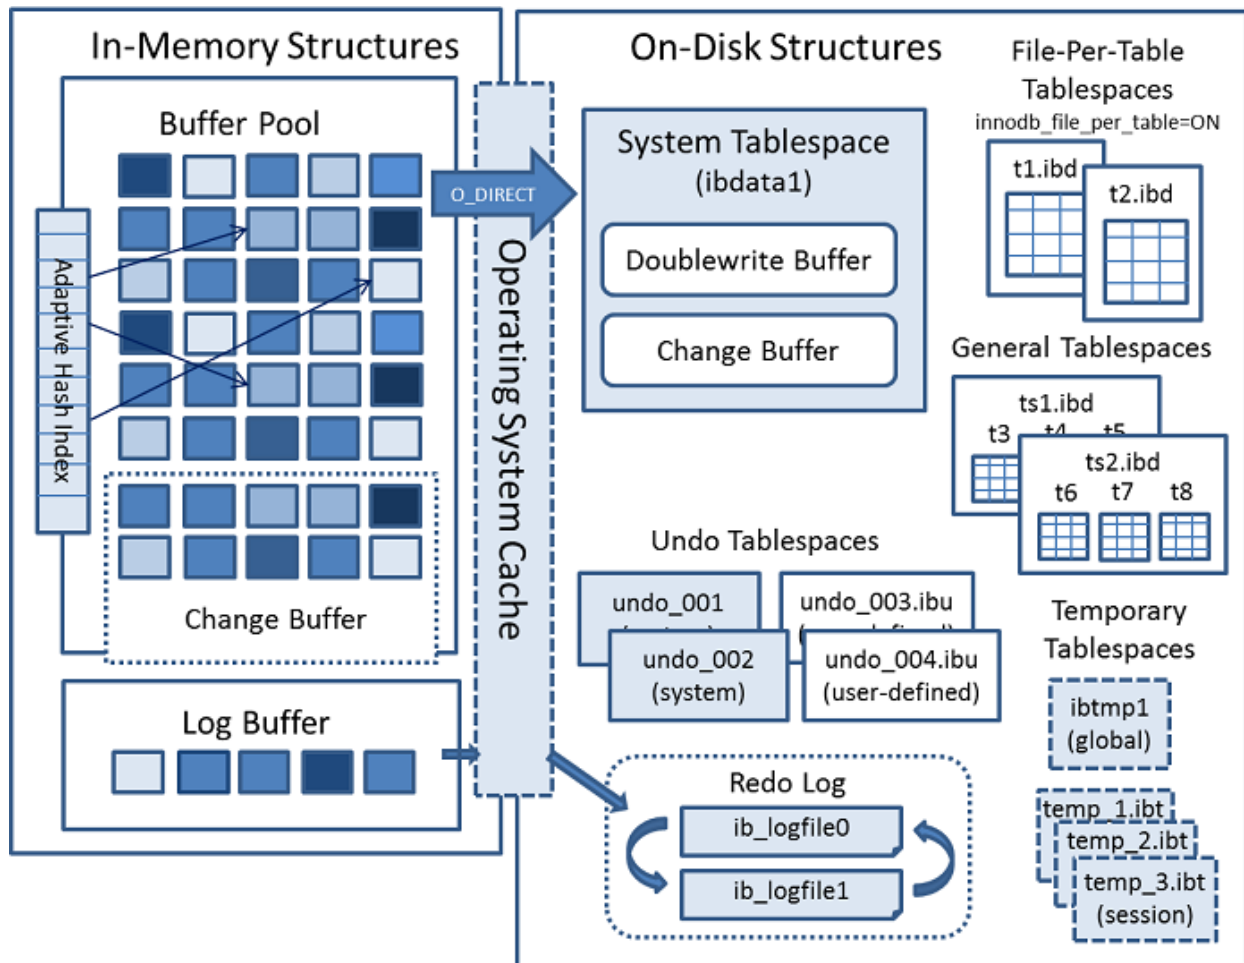 In-Memory Structures
Buffer Pool
Adaptive Hash Index
Change Buffer
Log Buffer
Operating System Cache
O_DIRECT
On-Disk Structures
System Tablespace
(ibdata1)
Doublewrite Buffer
Change Buffer
File-Per-Table
Tablespaces
innodb_file_per_table=ON
t1.ibd
t2.ibd
General Tablespaces
ts1.ibd
t3 t4 t5
ts2.ibd
t6 t7 t8
Undo Tablespaces
undo_001
undo_002
(system)
undo_003.ibu
undo_004.ibu
(user-defined)
Temporary
Tablespaces
ibtmp1
(global)
temp_1.ibt
temp_2.ibt
temp_3.ibt
(session)
Redo Log
ib_logfile0
ib_logfile1